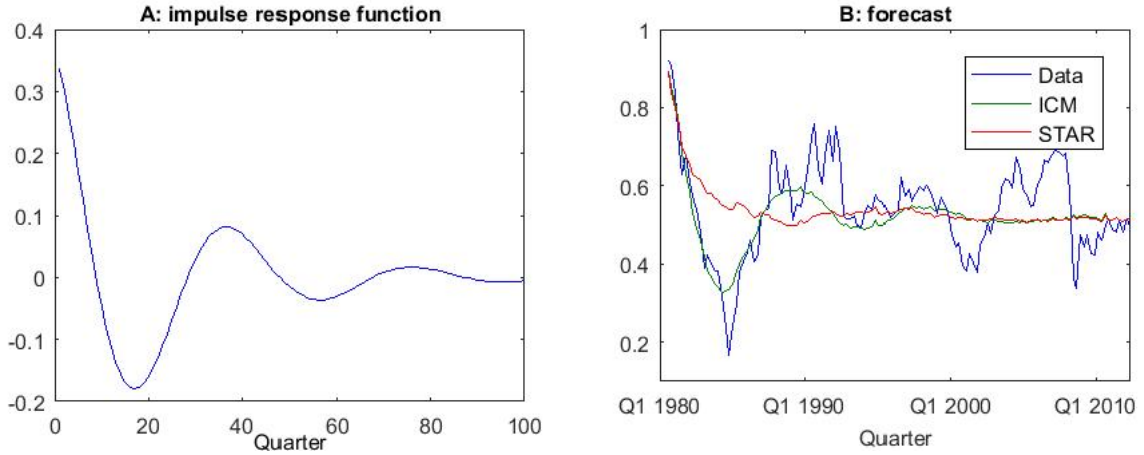 A: impulse response function
0.4
0.3
0.2
0.1
0
-0.1
-0.2
0 20 40 60 80 100
Quarter
B: forecast
1
0.8
0.6
0.4
0.2
Data
ICM
STAR
Q1 1980 Q1 1990 Q1 2000 Q1 2010
Quarter